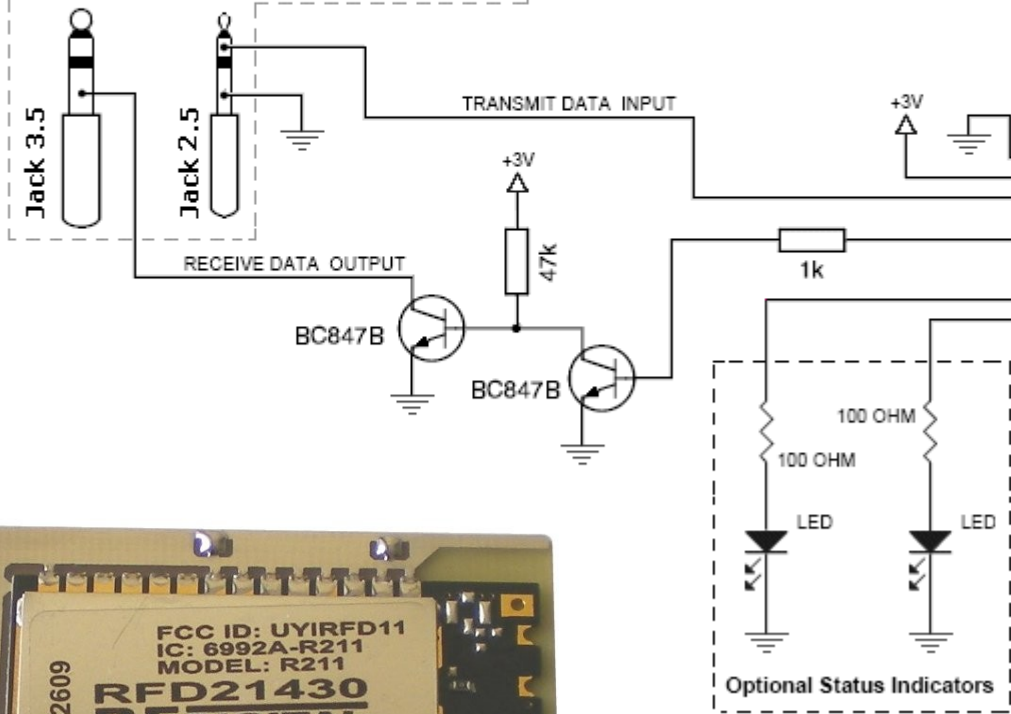 Jack 3.5
Jack 2.5
TRANSMIT DATA INPUT
+3V
+3V
47k
1k
RECEIVE DATA OUTPUT
BC847B
BC847B
100 OHM
100 OHM
LED
LED
Optional Status Indicators
FCC ID: UYIRFD11
IC: 6992A-R211
MODEL: R211
2609
RFD21430